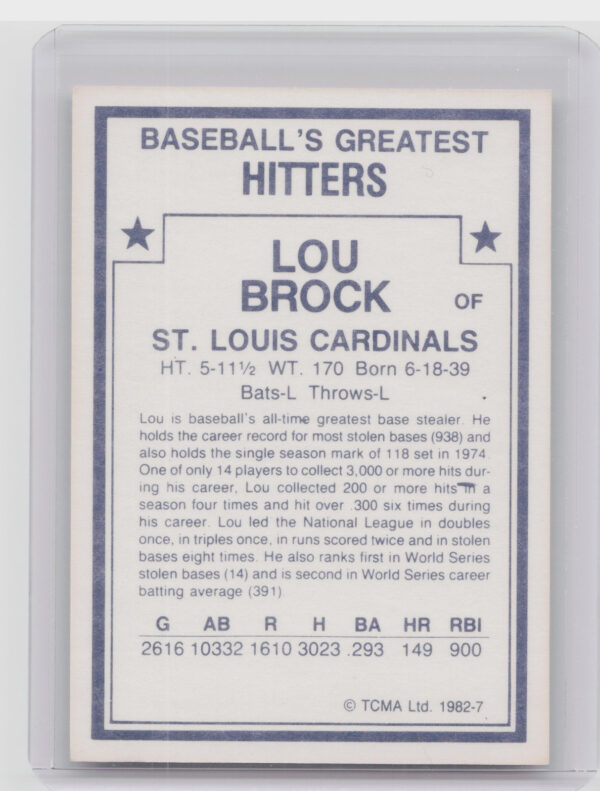 BASEBALL'S GREATEST
HITTERS
LOU
BROCK OF
ST. LOUIS CARDINALS
HT. 5-11½ WT. 170 Born 6-18-39
Bats-L Throws-L
Lou is baseball's all-time greatest base stealer. He
holds the career record for most stolen bases (938) and
also holds the single season mark of 118 set in 1974.
One of only 14 players to collect 3,000 or more hits dur-
ing his career, Lou collected 200 or more hits in a
season four times and hit over .300 six times during
his career. Lou led the National League in doubles
once, in triples once, in runs scored twice and in stolen
bases eight times. He also ranks first in World Series
stolen bases (14) and is second in World Series career
batting average (391)
G AB R H BA HR RBI
2616 10332 1610 3023 .293 149 900
© TCMA Ltd. 1982-7